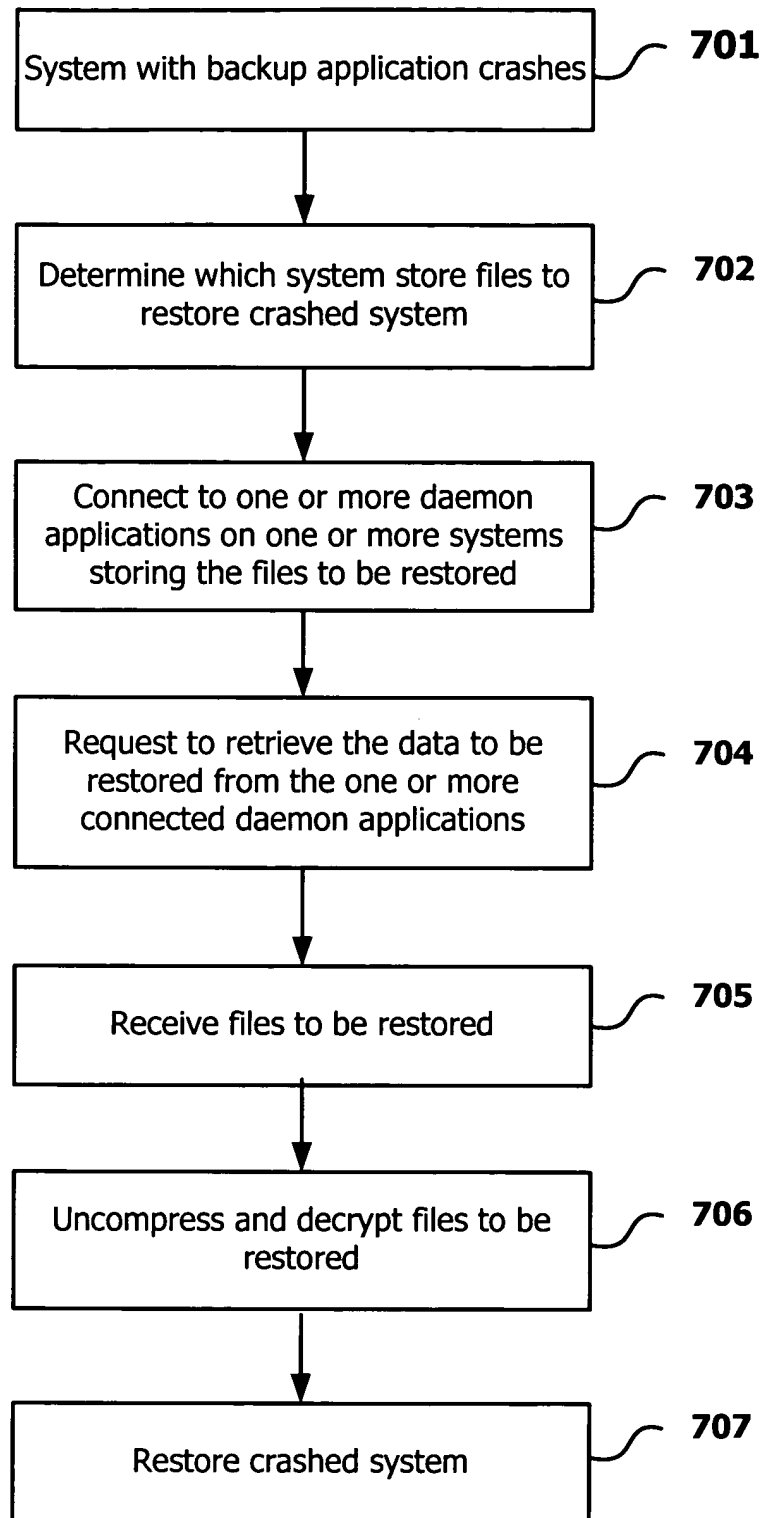 System with backup application crashes
701
Determine which system store files to
restore crashed system
702
Connect to one or more daemon
applications on one or more systems
storing the files to be restored
703
Request to retrieve the data to be
restored from the one or more
connected daemon applications
704
Receive files to be restored
705
Uncompress and decrypt files to be
restored
706
Restore crashed system
707